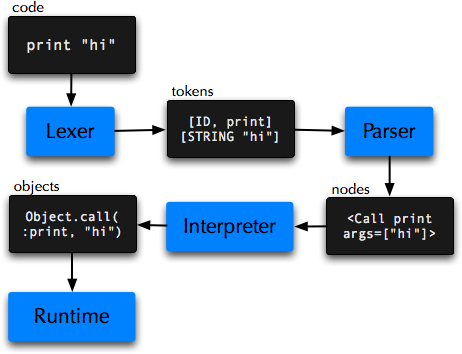 code
print "hi"
Lexer
tokens
[ID, print]
[STRING "hi"]
Parser
nodes
<Call print
args=["hi"]>
Interpreter
objects
Object.call(
:print, "hi")
Runtime